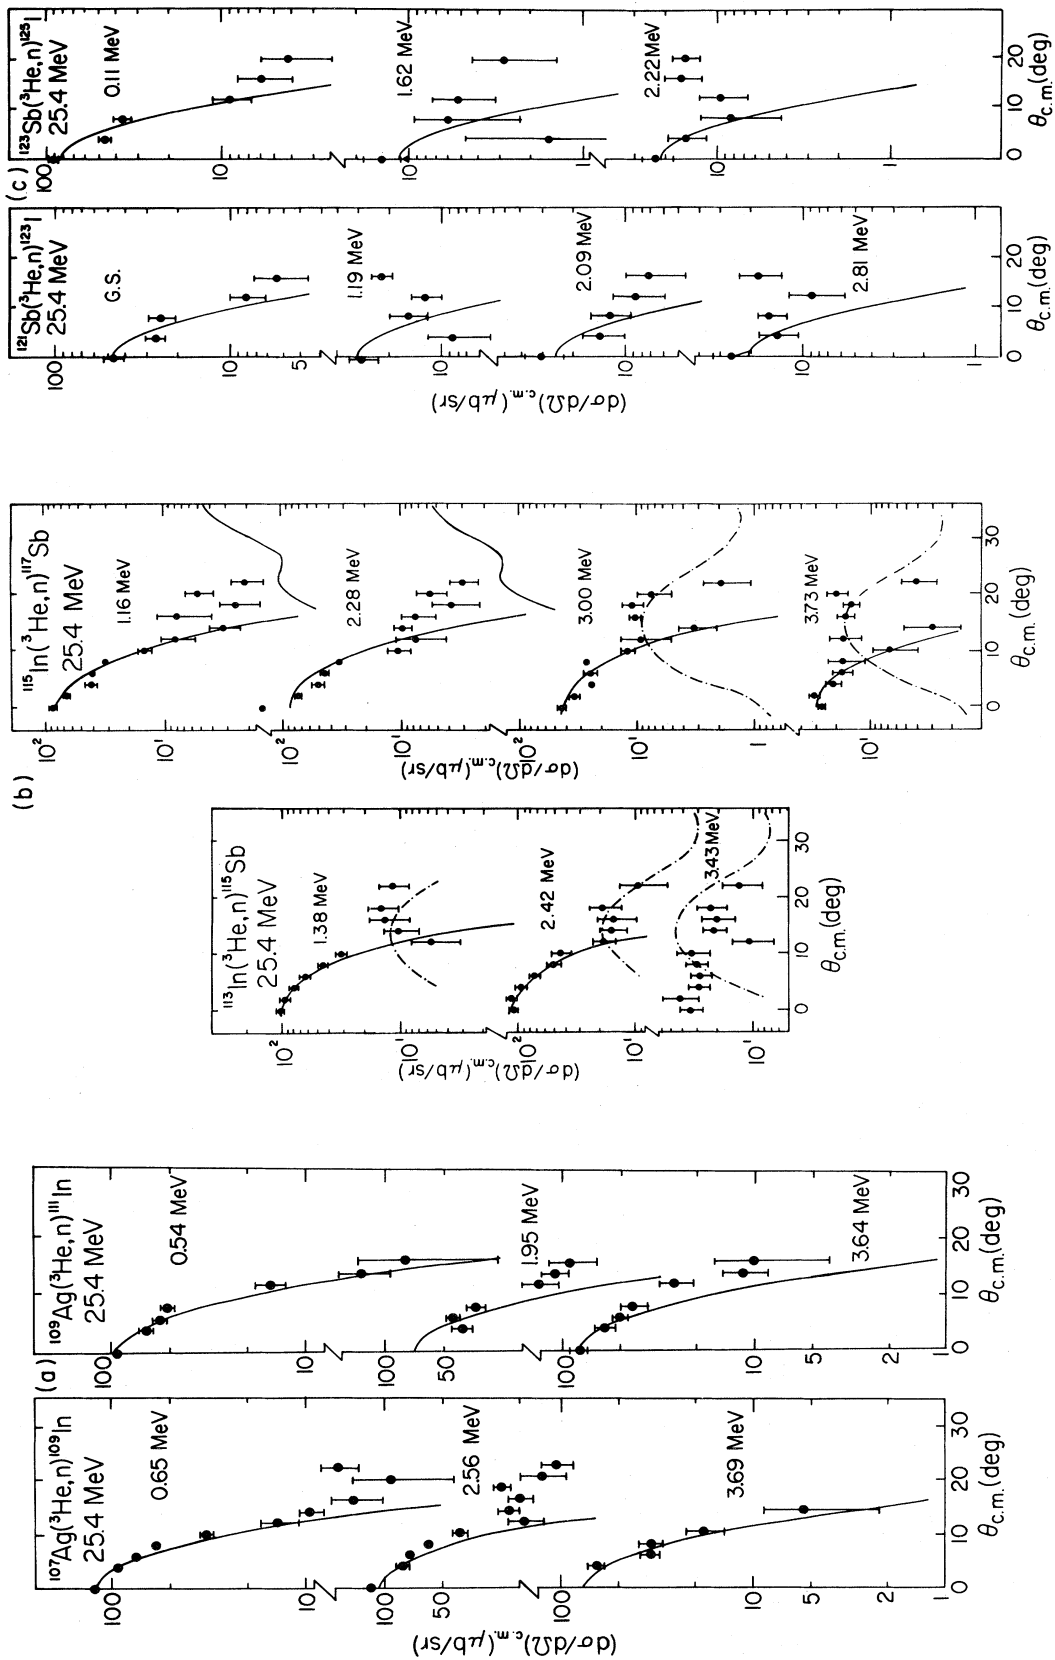 (a)
¹⁰⁷Ag(³He,n)¹⁰⁹In
25.4 MeV
0.65 MeV
2.56 MeV
3.69 MeV
100
10
100
50
100
10
5
2
1
0
10
20
30
θc.m.(deg)
(dσ/dΩ)c.m.(μb/sr)
¹⁰⁹Ag(³He,n)¹¹¹In
25.4 MeV
0.54 MeV
1.95 MeV
3.64 MeV
100
10
100
50
100
10
5
2
1
0
10
20
30
θc.m.(deg)
(b)
¹¹³In(³He,n)¹¹⁵Sb
25.4 MeV
1.38 MeV
2.42 MeV
3.43 MeV
10²
10¹
10²
10¹
10¹
0
10
20
30
θc.m.(deg)
(dσ/dΩ)c.m.(μb/sr)
¹¹⁵In(³He,n)¹¹⁷Sb
25.4 MeV
1.16 MeV
2.28 MeV
3.00 MeV
3.73 MeV
10²
10¹
10²
10¹
10²
10¹
1
10¹
0
10
20
30
θc.m.(deg)
(dσ/dΩ)c.m.(μb/sr)
(c)
¹²¹Sb(³He,n)¹²³I
25.4 MeV
G.S.
1.19 MeV
2.09 MeV
2.81 MeV
100
10
5
10
10
10
1
0
10
20
θc.m.(deg)
(dσ/dΩ)c.m.(μb/sr)
¹²³Sb(³He,n)¹²⁵I
25.4 MeV
0.11 MeV
1.62 MeV
2.22MeV
100
10
10
1
10
1
0
10
20
θc.m.(deg)